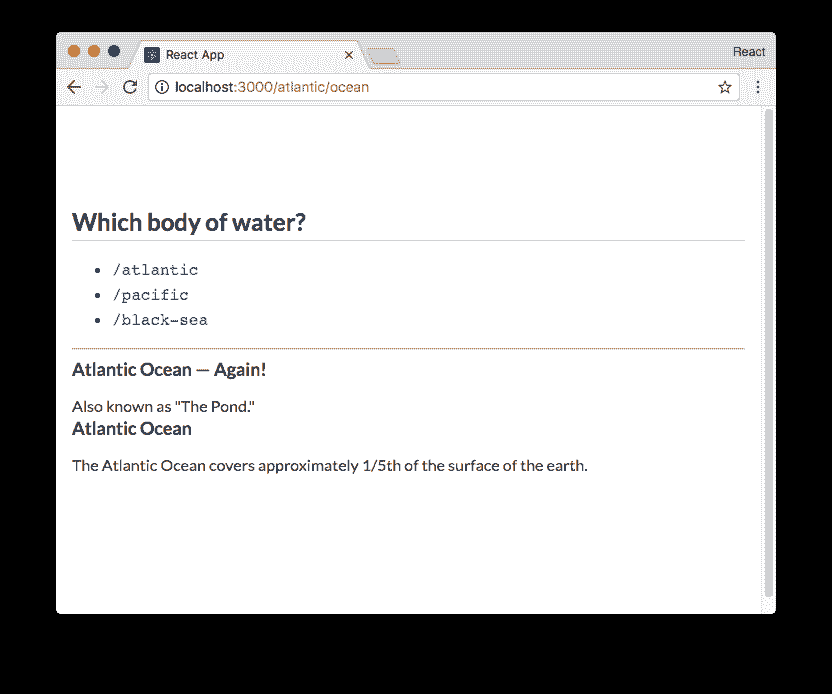 React App
React
localhost:3000/atlantic/ocean
Which body of water?
/atlantic
/pacific
/black-sea
Atlantic Ocean — Again!
Also known as "The Pond."
Atlantic Ocean
The Atlantic Ocean covers approximately 1/5th of the surface of the earth.